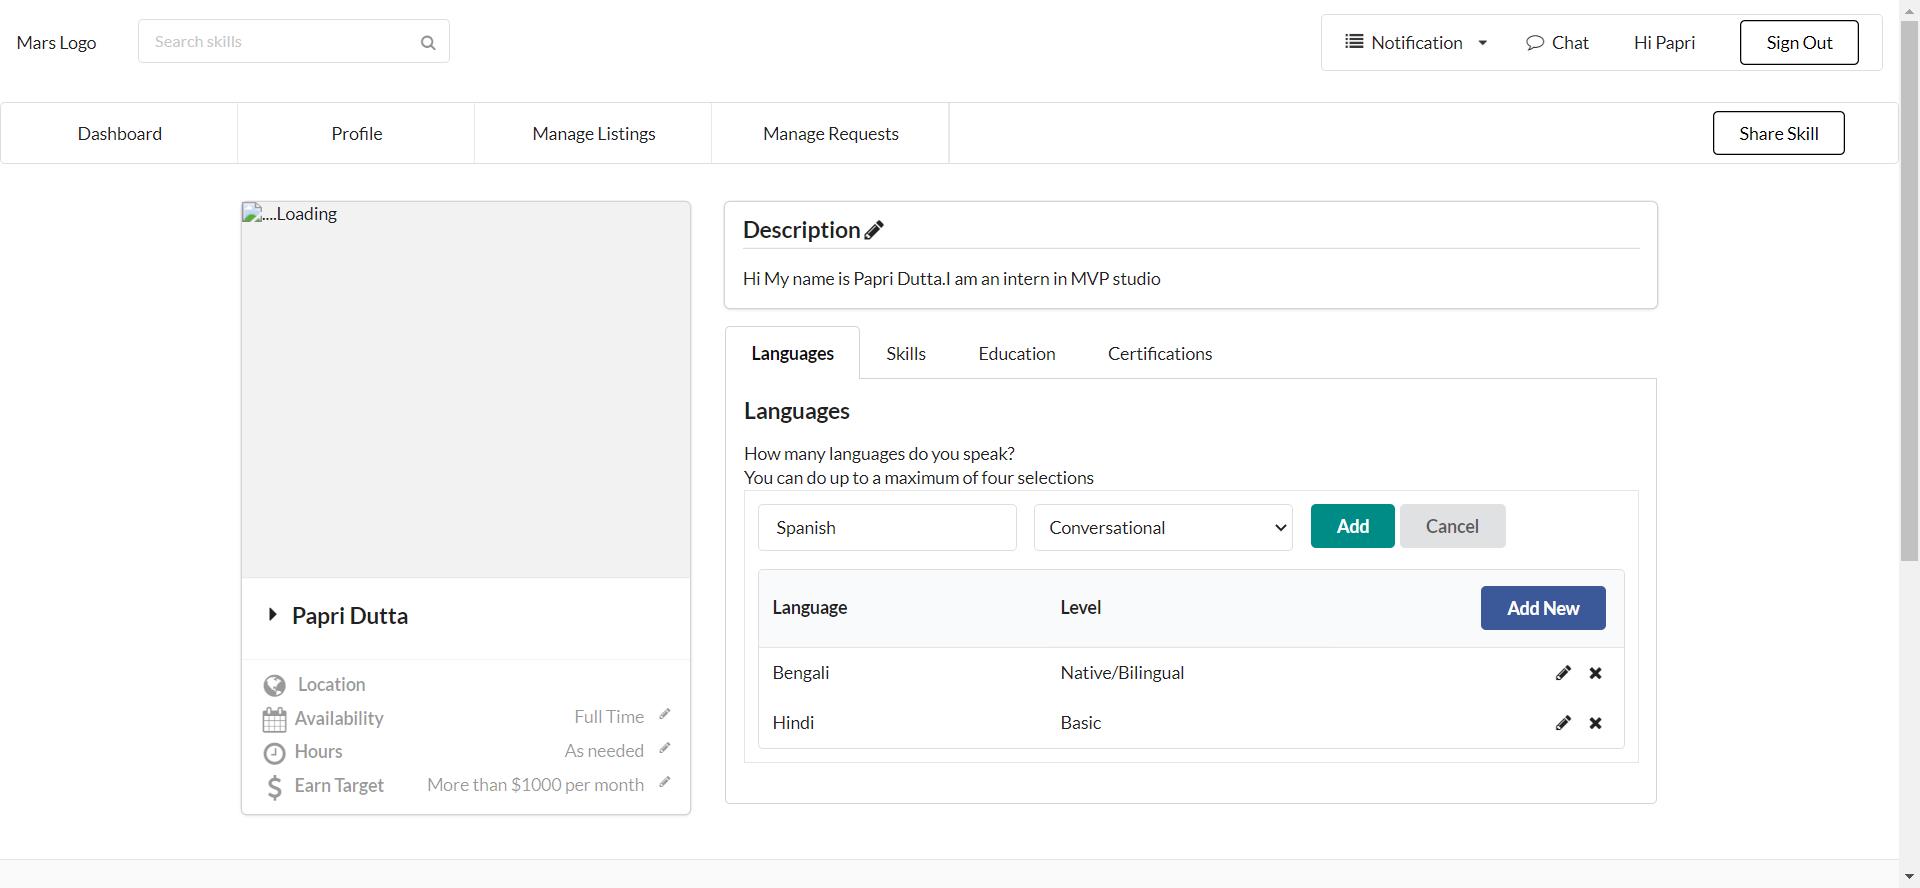 Mars Logo
Search skills
Notification
Chat
Hi Papri
Sign Out
Dashboard
Profile
Manage Listings
Manage Requests
Share Skill
....Loading
Papri Dutta
Location
Availability
Full Time
Hours
As needed
Earn Target
More than $1000 per month
Description
Hi My name is Papri Dutta.I am an intern in MVP studio
Languages
Skills
Education
Certifications
Languages
How many languages do you speak?
You can do up to a maximum of four selections
Spanish
Conversational
Add
Cancel
Language
Level
Add New
Bengali
Native/Bilingual
Hindi
Basic